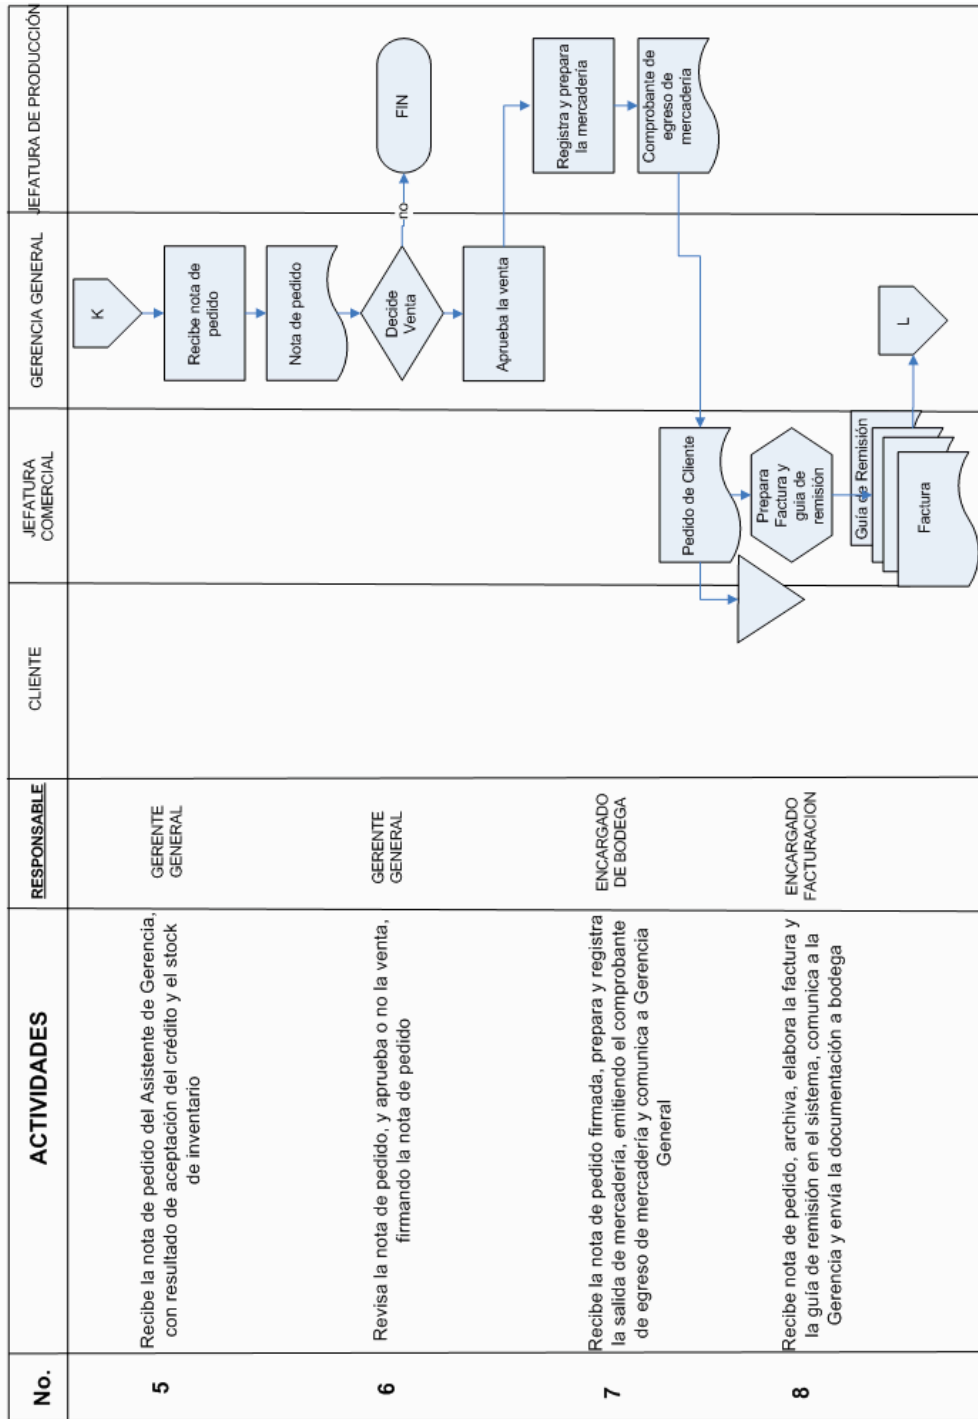 No.
ACTIVIDADES
RESPONSABLE
CLIENTE
JEFATURA
COMERCIAL
GERENCIA GENERAL
JEFATURA DE PRODUCCIÓN
5
Recibe la nota de pedido del Asistente de Gerencia,
con resultado de aceptación del crédito y el stock
de inventario
GERENTE
GENERAL
K
Recibe nota de
pedido
Nota de pedido
6
Revisa la nota de pedido, y aprueba o no la venta,
firmando la nota de pedido
GERENTE
GENERAL
Decide
Venta
no
FIN
Aprueba la venta
7
Recibe la nota de pedido firmada, prepara y registra
la salida de mercadería, emitiendo el comprobante
de egreso de mercadería y comunica a Gerencia
General
ENCARGADO
DE BODEGA
Registra y prepara
la mercadería
Comprobante de
egreso de
mercadería
8
Recibe nota de pedido, archiva, elabora la factura y
la guía de remisión en el sistema, comunica a la
Gerencia y envía la documentación a bodega
ENCARGADO
FACTURACION
Pedido de Cliente
Prepara
Factura y
guia de
remisión
Guía de Remisión
Factura
L